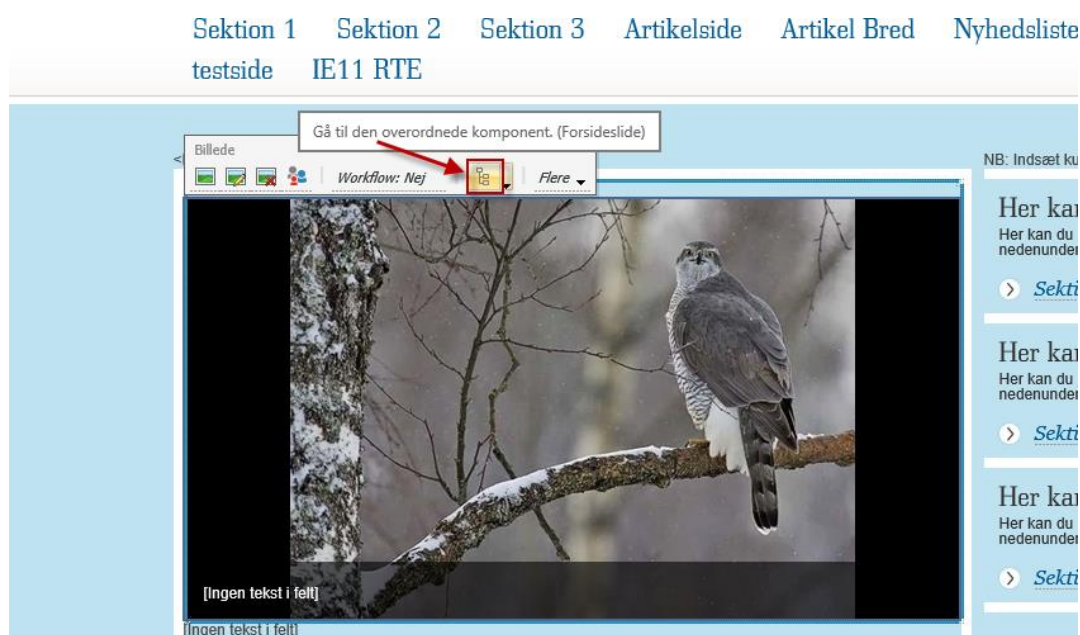 Sektion 1 Sektion 2 Sektion 3 Artikelside Artikel Bred Nyhedsliste
testside IE11 RTE
Gå til den overordnede komponent. (Forsideslide)
Billede
Workflow: Nej Flere
NB: Indsæt ku
Her kan
Her kan du
nedenunder
Sekti
Her kan
Her kan du
nedenunder
Sekti
Her kan
Her kan du
nedenunder
Sekti
[Ingen tekst i felt]
[Ingen tekst i felt]